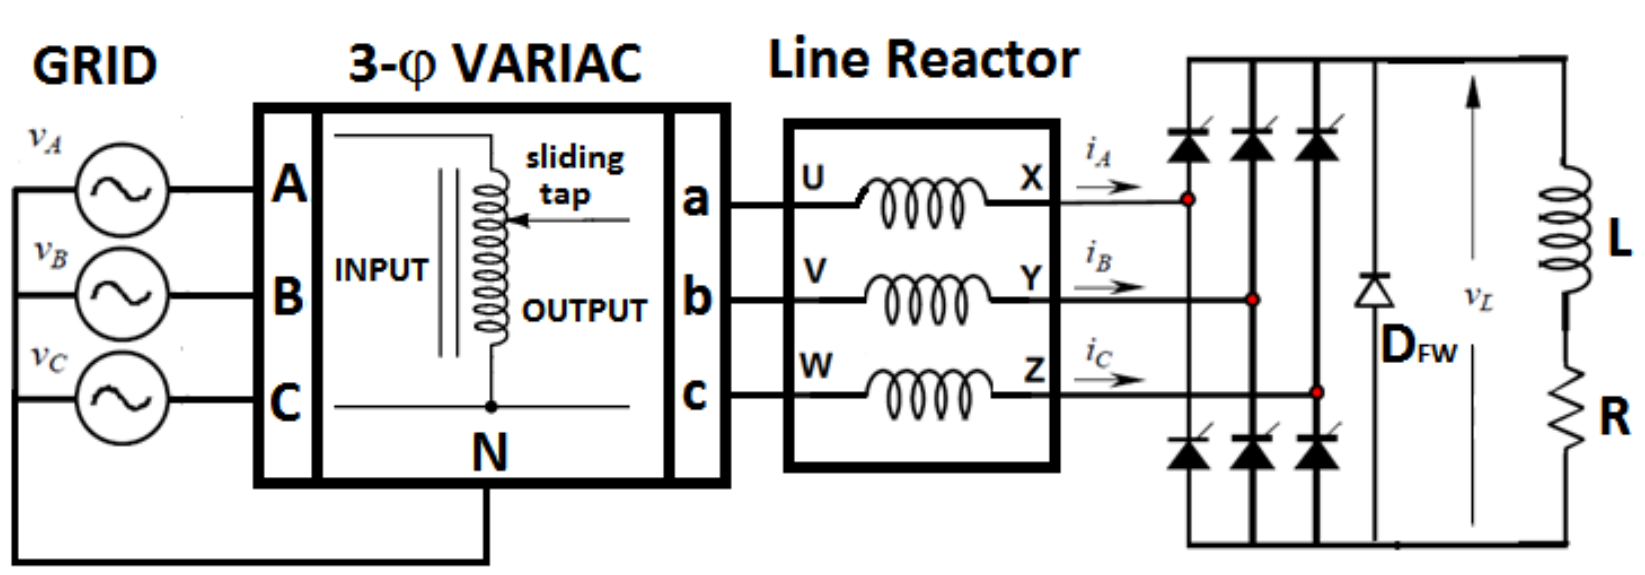 GRID
3-φ VARIAC
Line Reactor
vA
vB
vC
A
B
C
sliding
tap
INPUT
OUTPUT
N
a
b
c
U
V
W
X
Y
Z
iA
iB
iC
DFW
vL
L
R